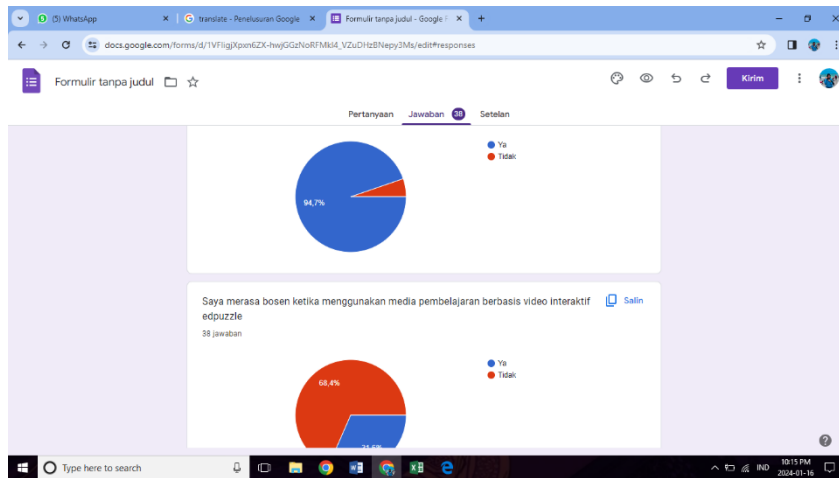 (5) WhatsApp
translate - Penelusuran Google
Formulir tanpa judul - Google F
docs.google.com/forms/d/1VFligjXpxn6ZX-hwjGGzNoRFMkl4_VZuDHzBNepy3Ms/edit#responses
Formulir tanpa judul
Kirim
Pertanyaan Jawaban 38 Setelan
Ya
Tidak
94,7%
Saya merasa bosen ketika menggunakan media pembelajaran berbasis video interaktif
edpuzzle
Salin
38 jawaban
Ya
Tidak
68,4%
31,6%
Type here to search
IND
10:15 PM
2024-01-16